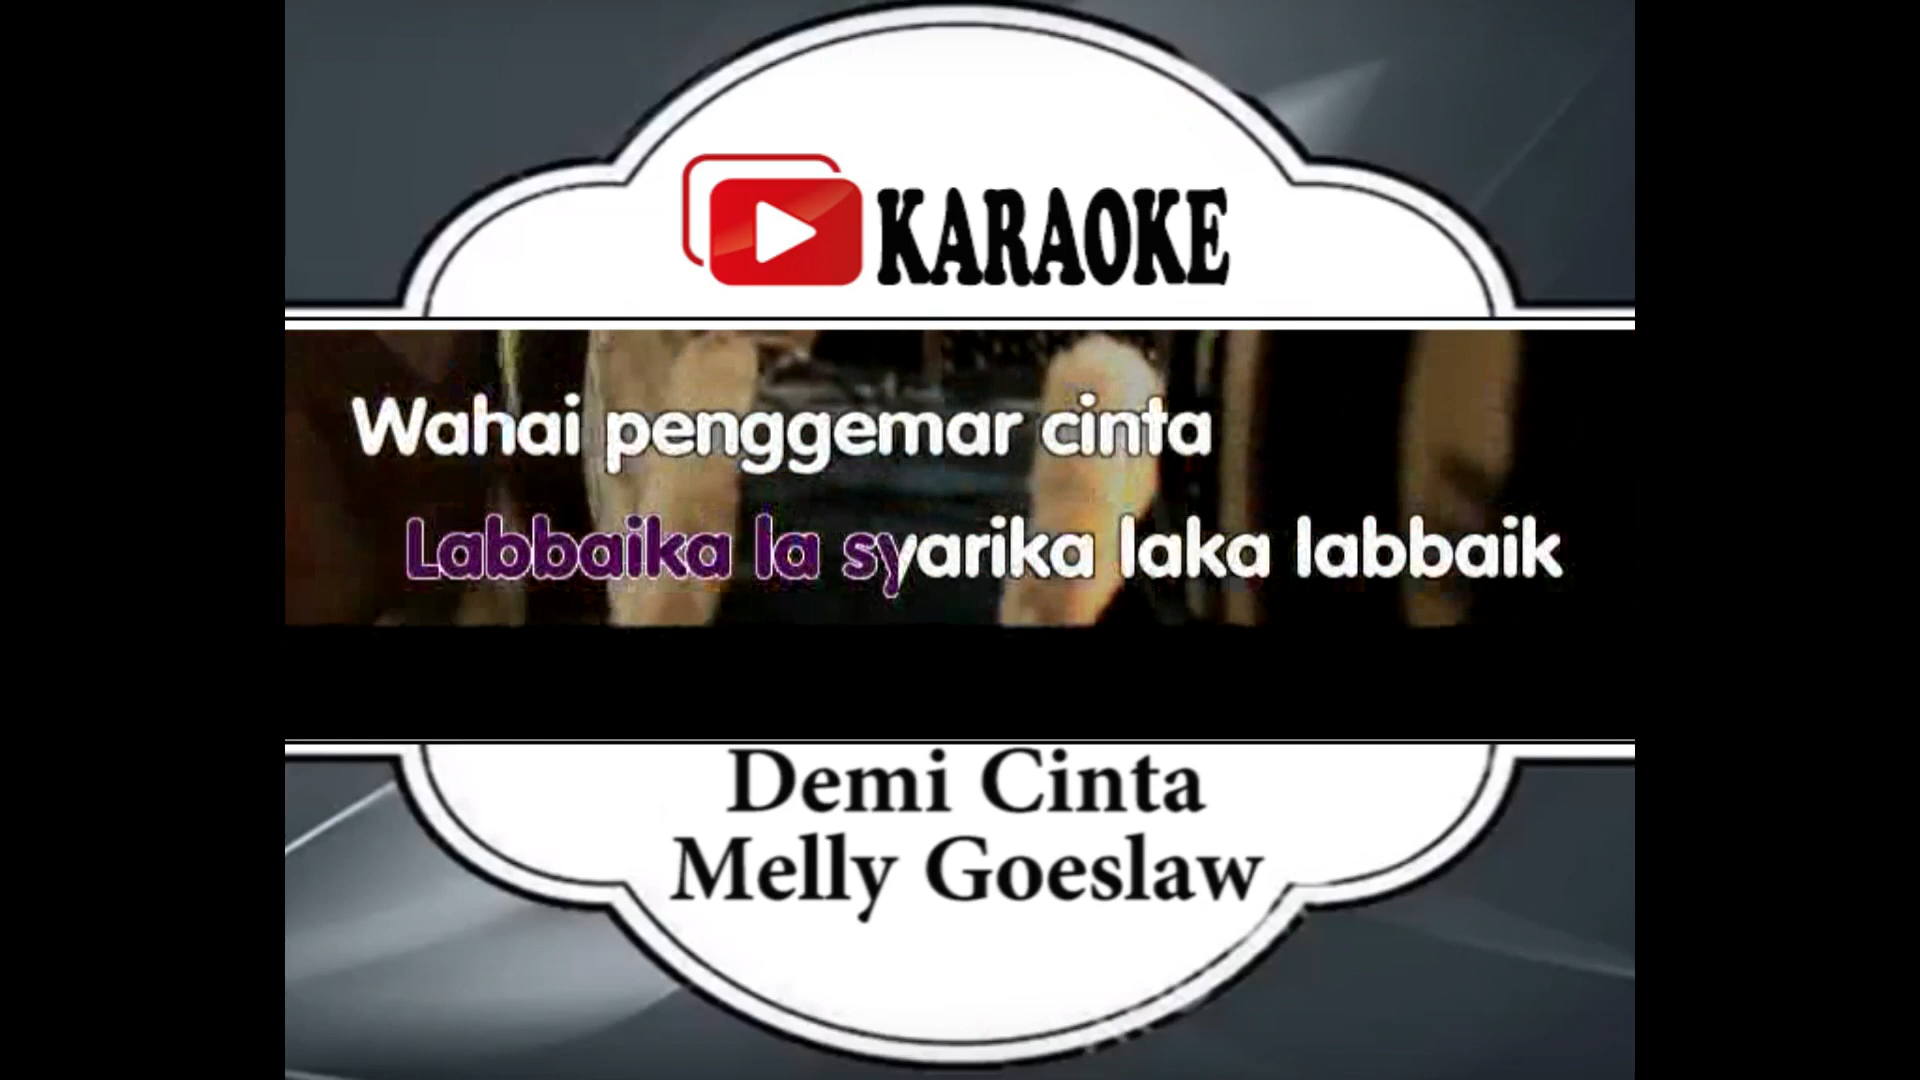 KARAOKE
Wahai penggemar cinta
Labbaika la syarika laka labbaik
Demi Cinta
Melly Goeslaw